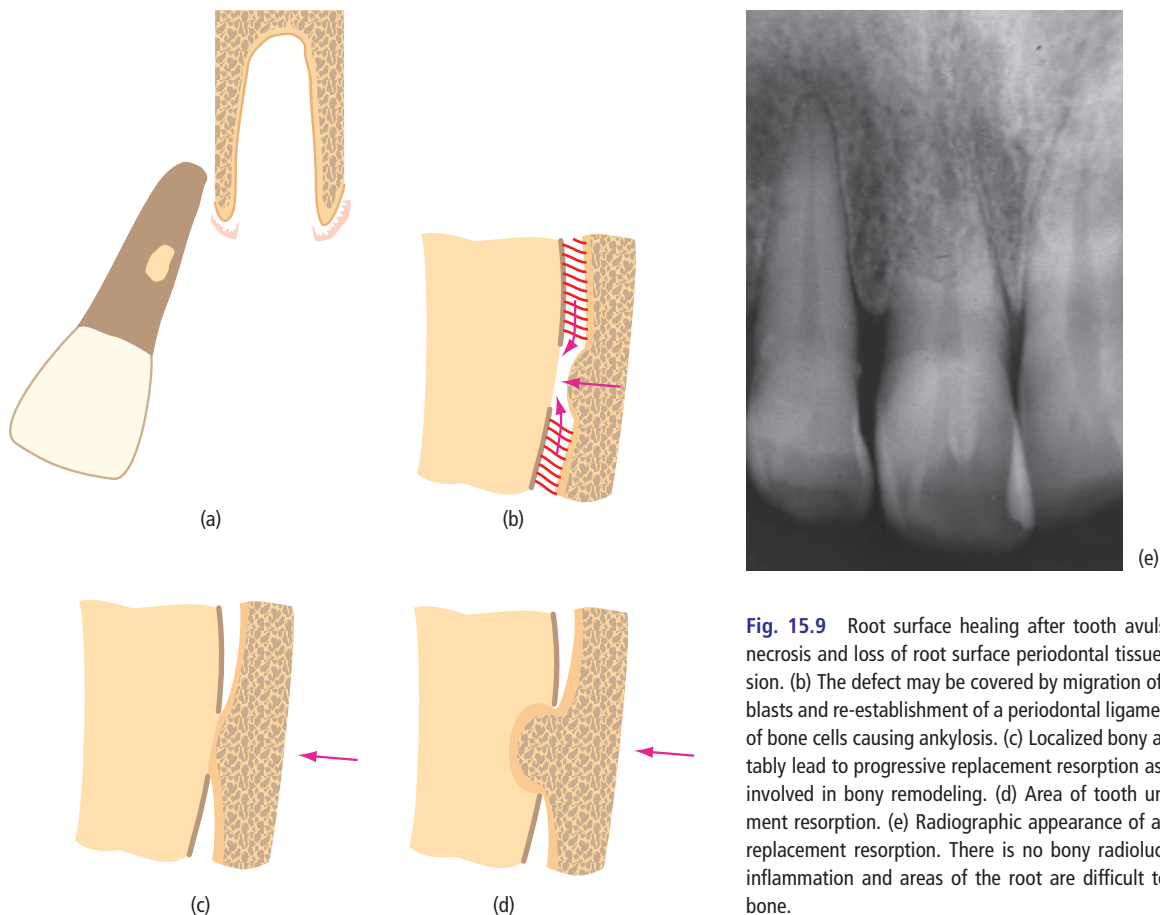 (a)
(b)
(e)
(c)
(d)
Fig. 15.9 Root surface healing after tooth avuls
necrosis and loss of root surface periodontal tissue
sion. (b) The defect may be covered by migration of
blasts and re-establishment of a periodontal ligame
of bone cells causing ankylosis. (c) Localized bony a
tably lead to progressive replacement resorption as
involved in bony remodeling. (d) Area of tooth un
ment resorption. (e) Radiographic appearance of a
replacement resorption. There is no bony radioluc
inflammation and areas of the root are difficult t
bone.